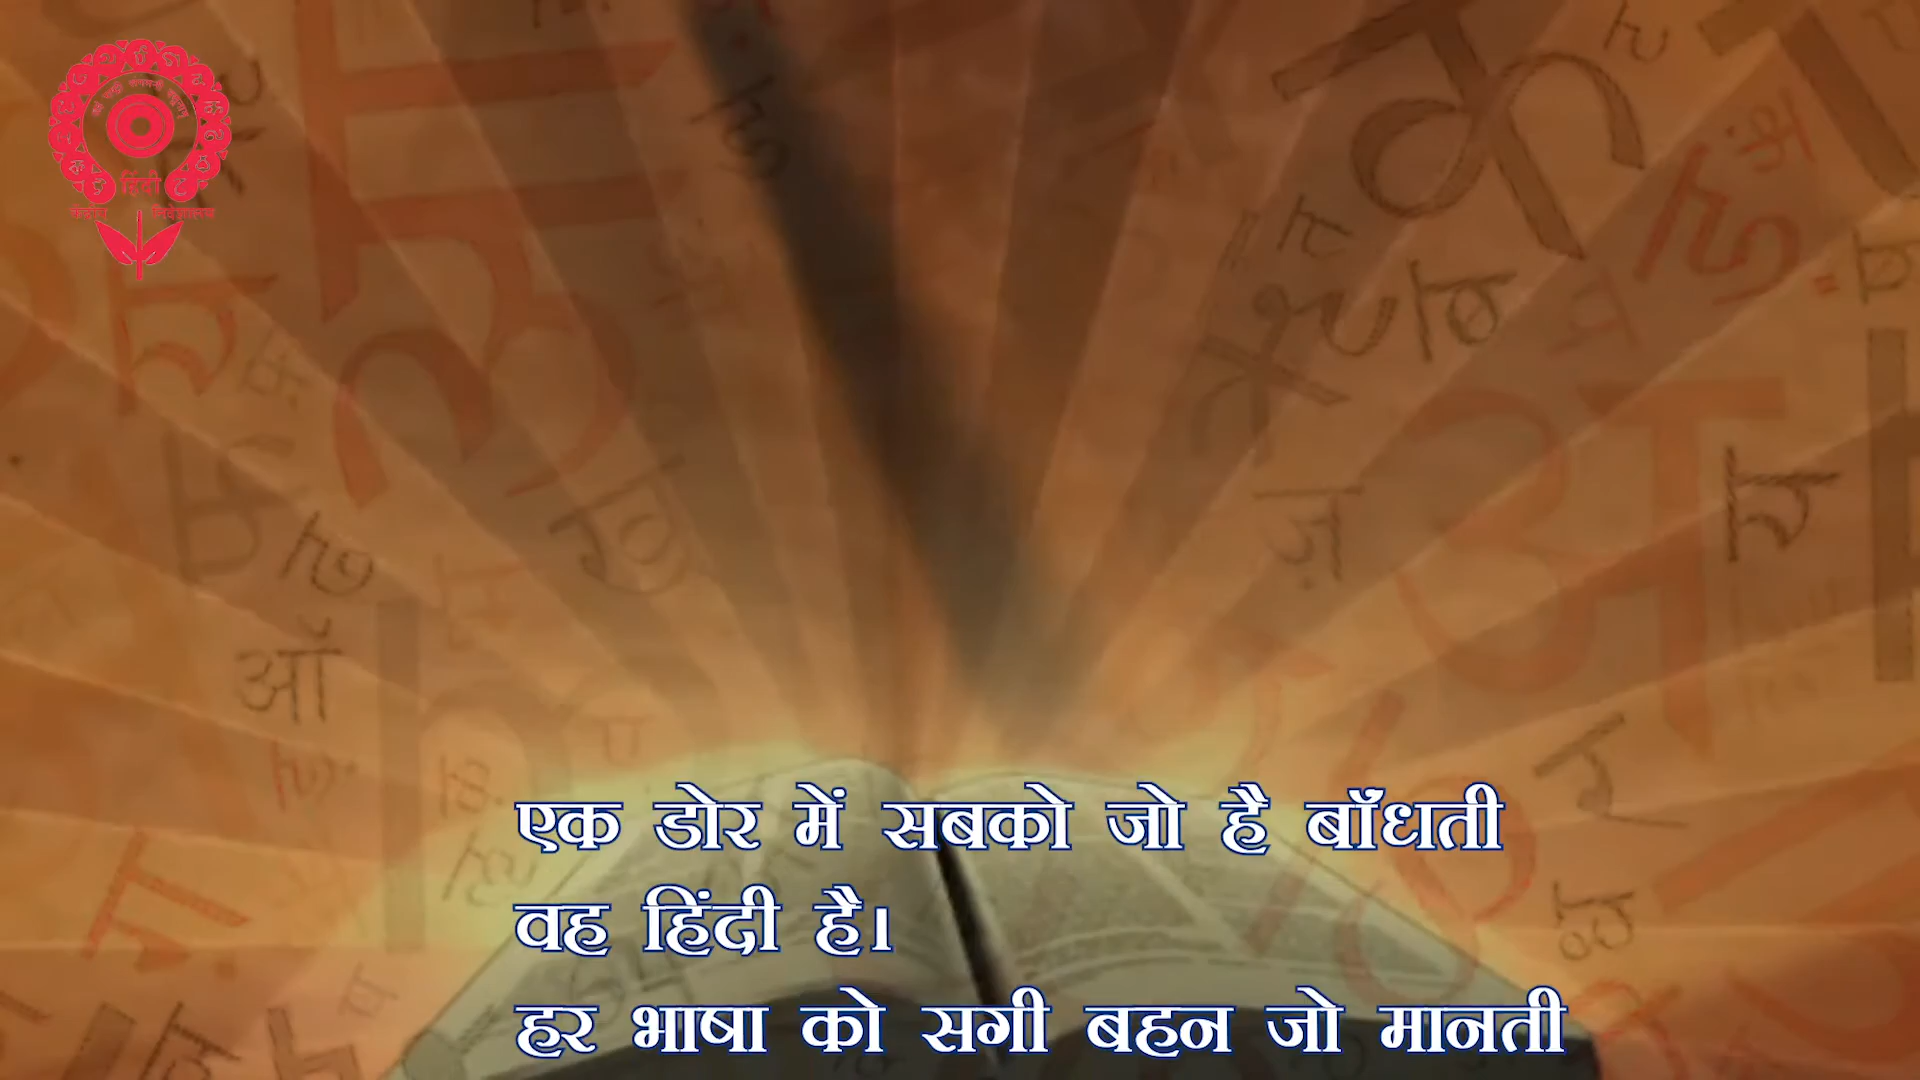 हिंदी
एक डोर में सबको जो है बाँधती
वह हिंदी है।
हर भाषा को सगी बहन जो मानती